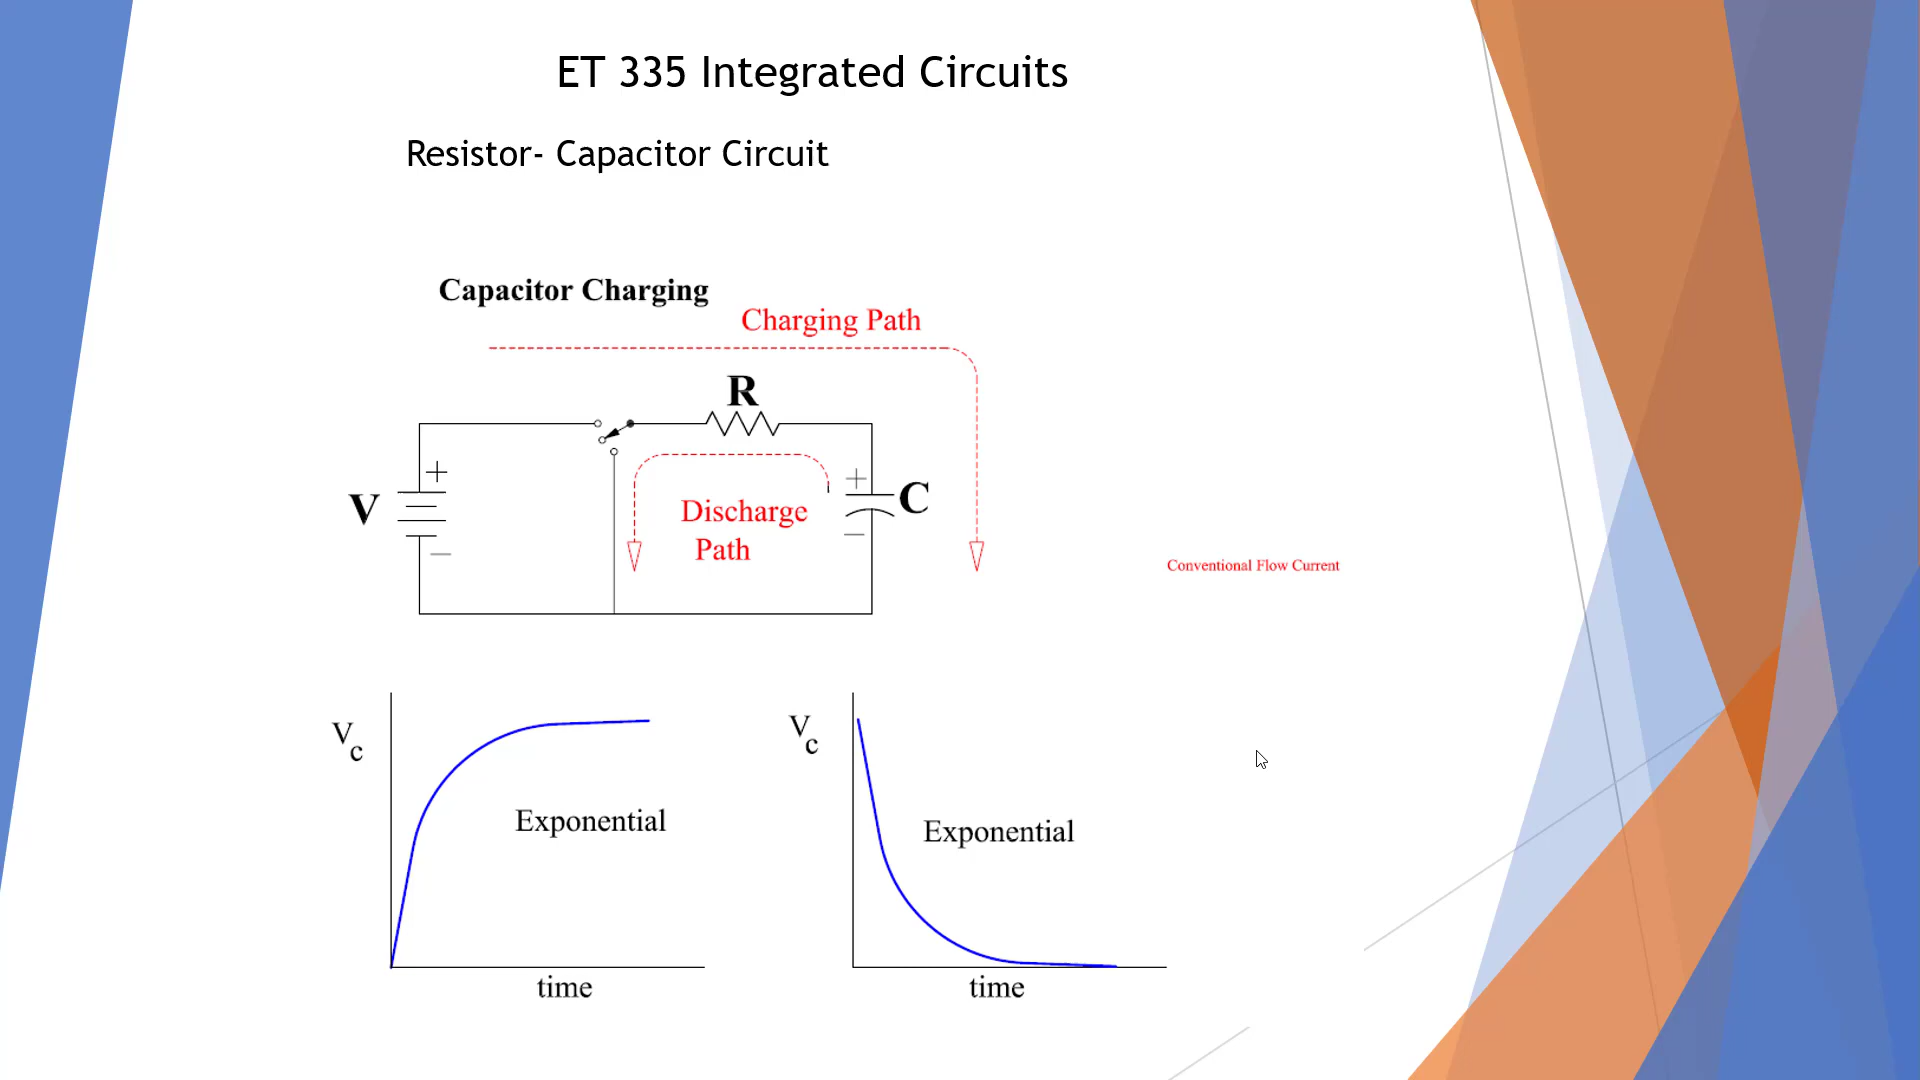 ET 335 Integrated Circuits
Resistor- Capacitor Circuit
Capacitor Charging
Charging Path
R
+
V
−
Discharge
Path
+
C
−
Conventional Flow Current
Vc
Exponential
time
Vc
Exponential
time